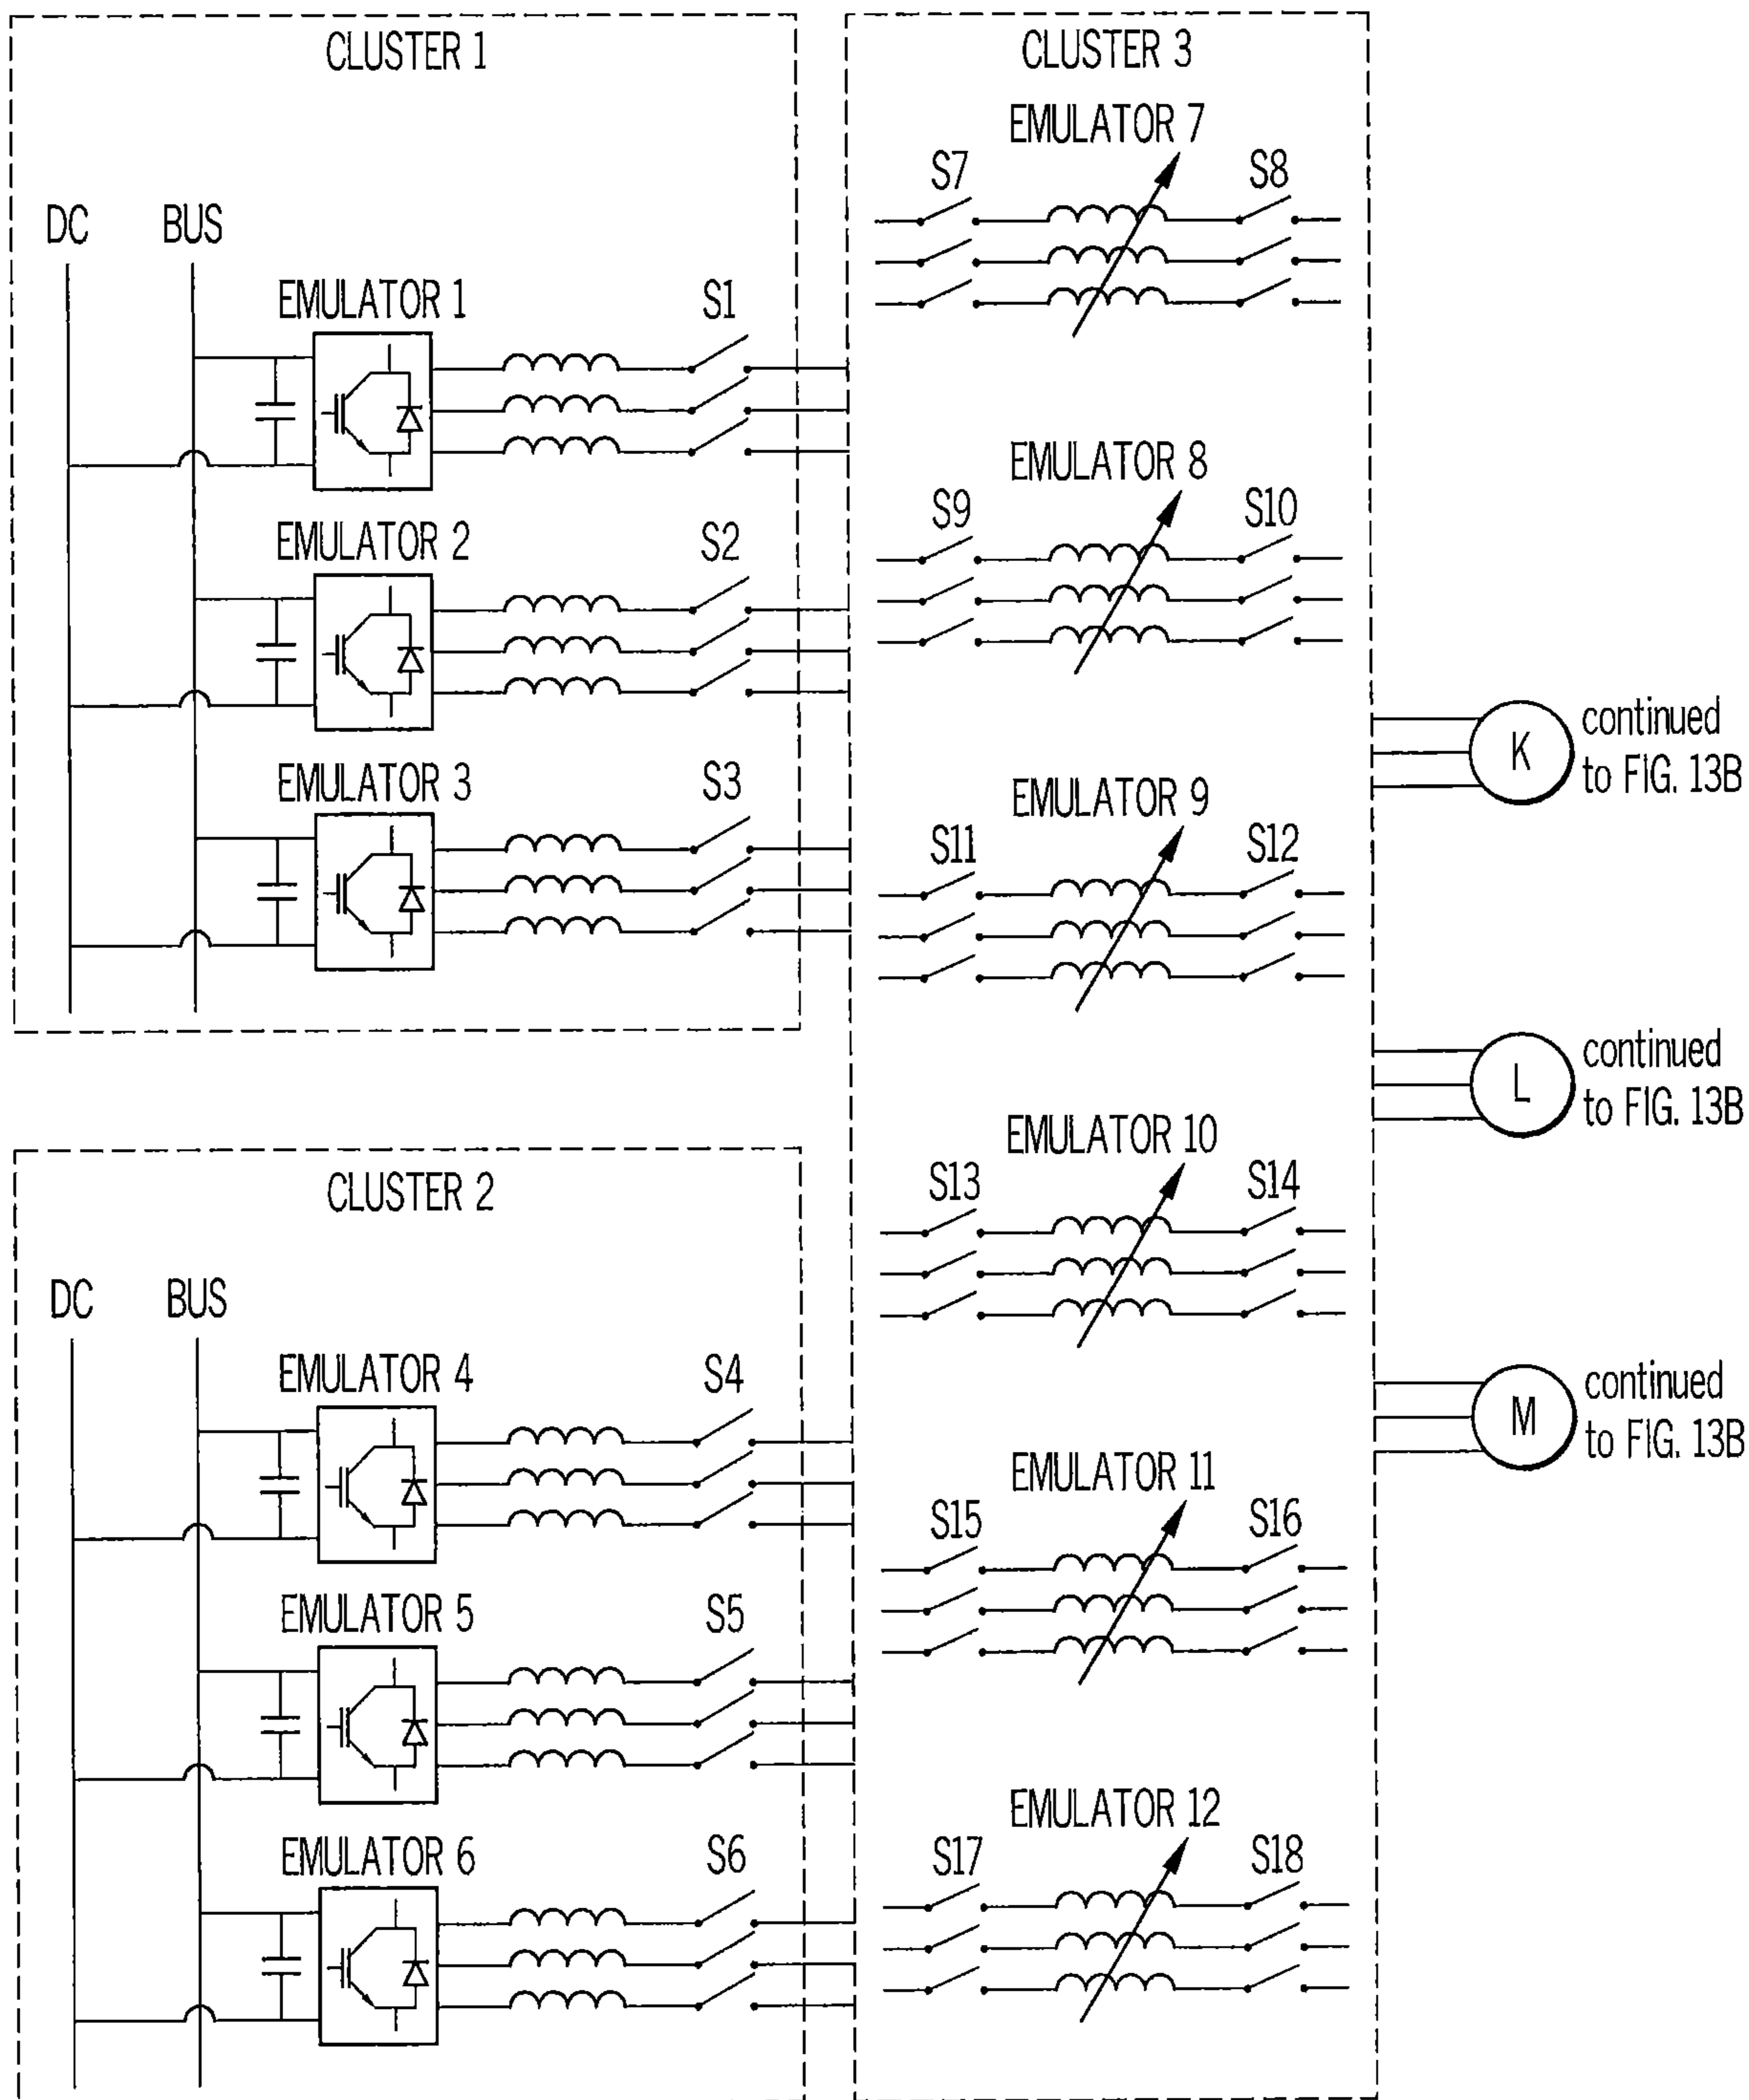 CLUSTER 1
DC BUS
EMULATOR 1 S1
EMULATOR 2 S2
EMULATOR 3 S3
CLUSTER 2
DC BUS
EMULATOR 4 S4
EMULATOR 5 S5
EMULATOR 6 S6
CLUSTER 3
EMULATOR 7
S7 S8
EMULATOR 8
S9 S10
EMULATOR 9
S11 S12
EMULATOR 10
S13 S14
EMULATOR 11
S15 S16
EMULATOR 12
S17 S18
K continued
to FIG. 13B
L continued
to FIG. 13B
M continued
to FIG. 13B